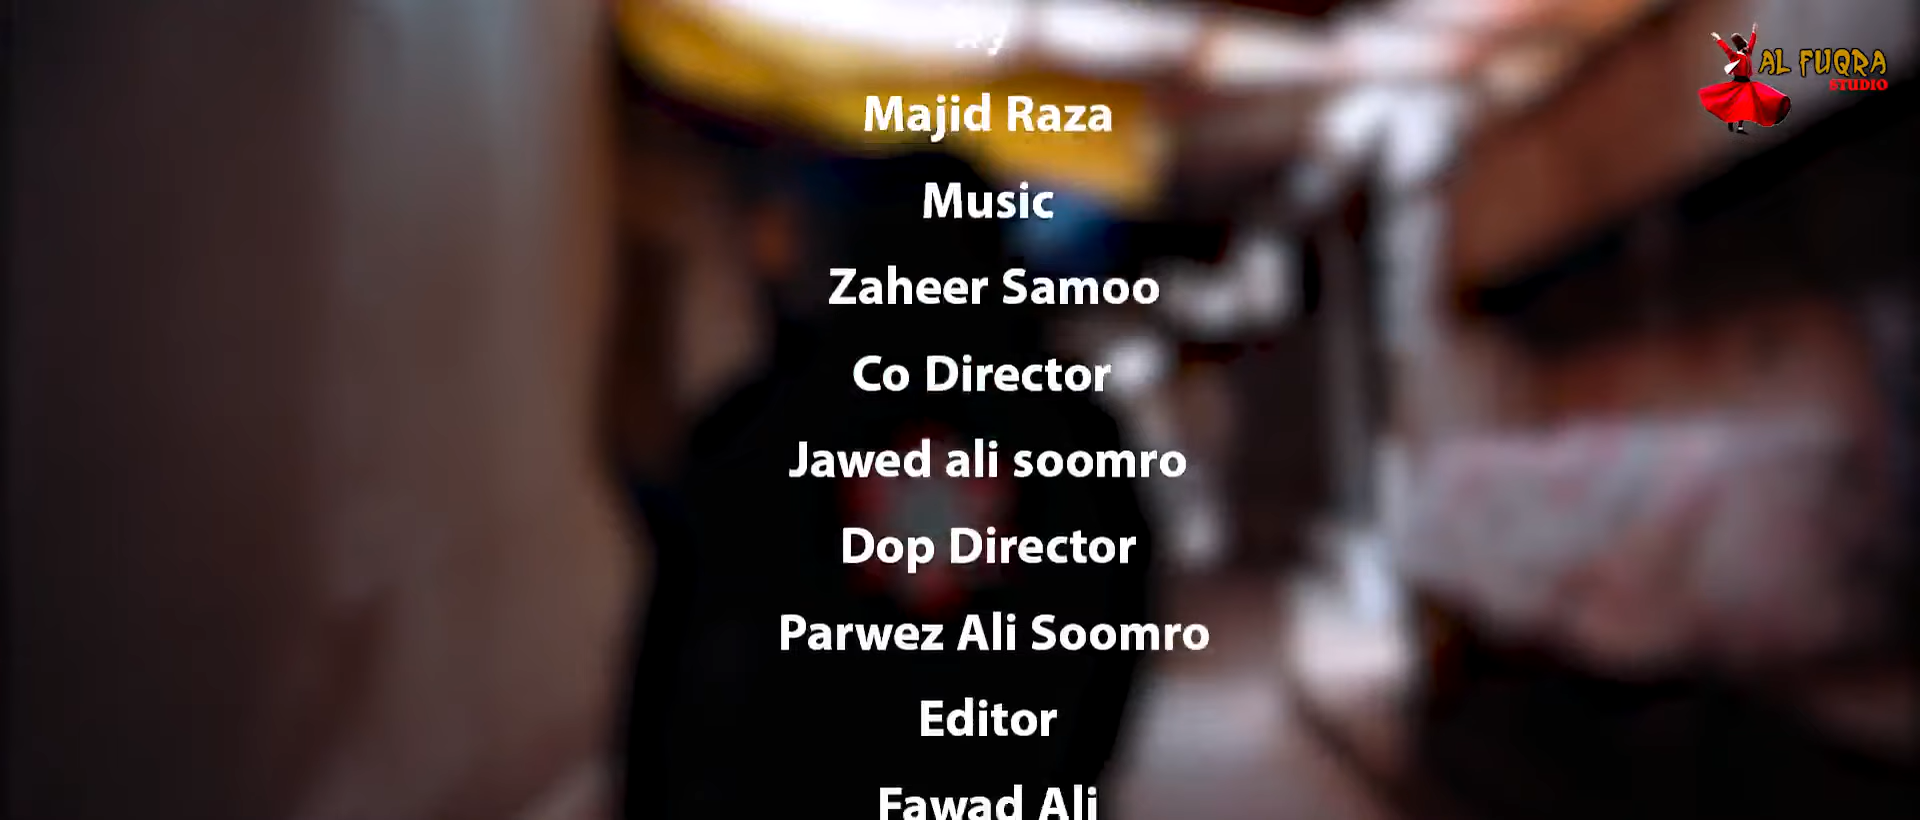 Majid Raza
Music
Zaheer Samoo
Co Director
Jawed ali soomro
Dop Director
Parwez Ali Soomro
Editor
Fawad Ali
AL FUQRA
STUDIO